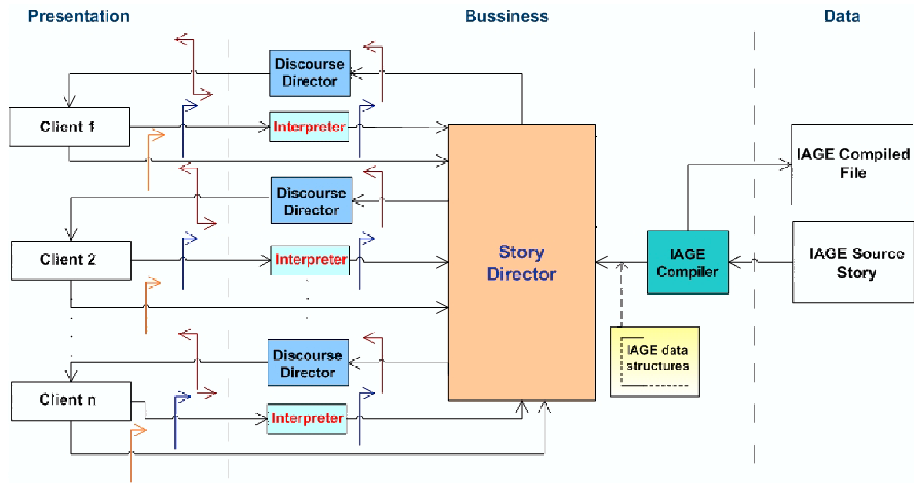 Presentation
Bussiness
Data
Discourse
Director
Client 1
Interpreter
IAGE Compiled
File
Discourse
Director
Client 2
Interpreter
Story
Director
IAGE
Compiler
IAGE Source
Story
Discourse
Director
IAGE data
structures
Client n
Interpreter